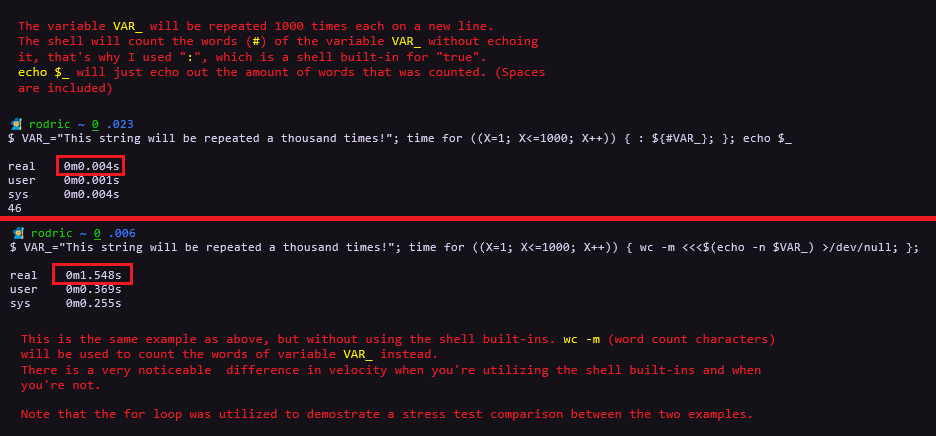 The variable VAR_ will be repeated 1000 times each on a new line.
The shell will count the words (#) of the variable VAR_ without echoing
it, that's why I used ":", which is a shell built-in for "true".
echo $_ will just echo out the amount of words that was counted. (Spaces
are included)
rodric ~ 0 .023
$ VAR_="This string will be repeated a thousand times!"; time for ((X=1; X<=1000; X++)) { : ${#VAR_}; }; echo $_
real 0m0.004s
user 0m0.001s
sys 0m0.004s
46
rodric ~ 0 .006
$ VAR_="This string will be repeated a thousand times!"; time for ((X=1; X<=1000; X++)) { wc -m <<<$(echo -n $VAR_) >/dev/null; };
real 0m1.548s
user 0m0.369s
sys 0m0.255s
This is the same example as above, but without using the shell built-ins. wc -m (word count characters)
will be used to count the words of variable VAR_ instead.
There is a very noticeable  difference in velocity when you're utilizing the shell built-ins and when
you're not.
Note that the for loop was utilized to demostrate a stress test comparison between the two examples.